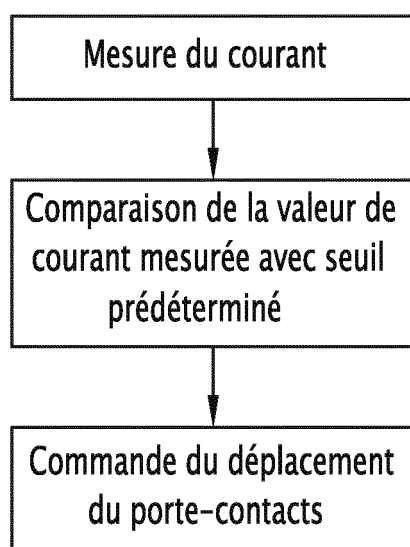 Mesure du courant
Comparaison de la valeur de
courant mesurée avec seuil
prédéterminé
Commande du déplacement
du porte-contacts